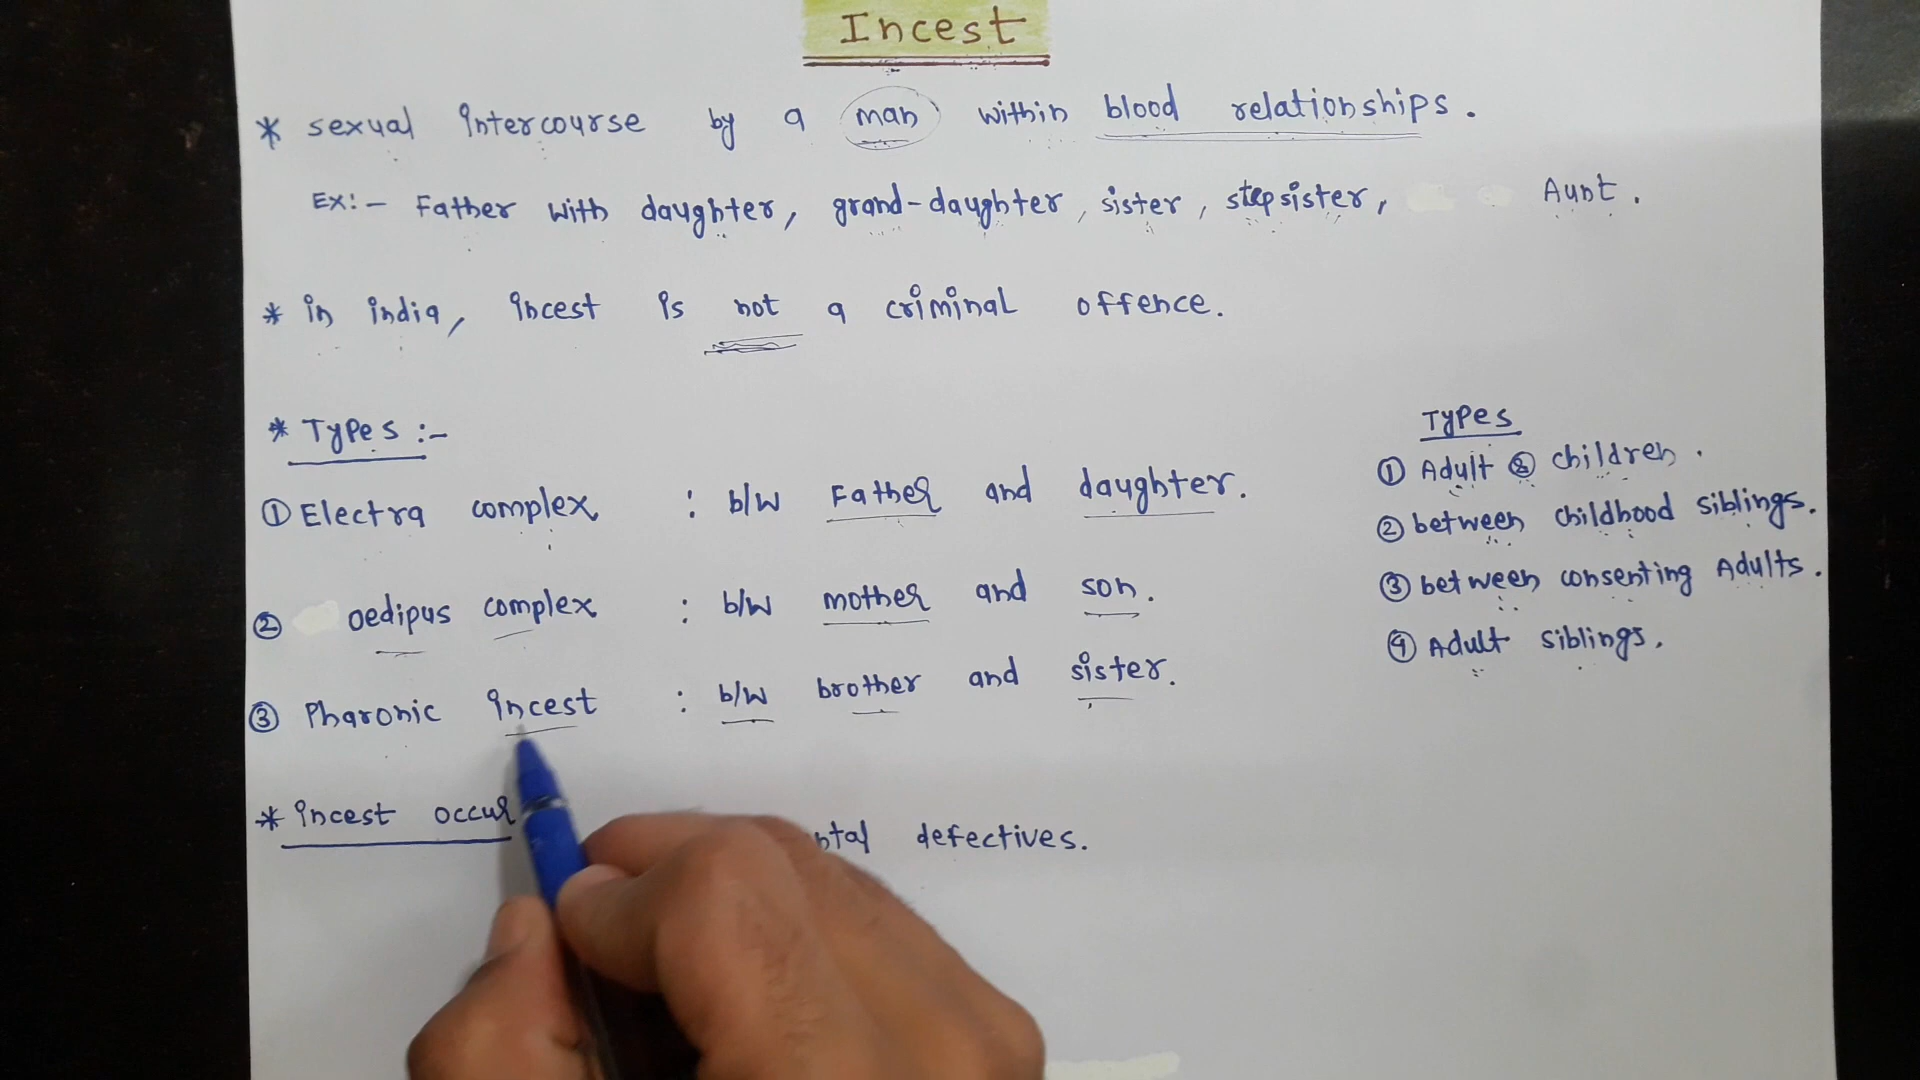 Incest
* sexual intercourse by a man within blood relationships.
Ex:- Father with daughter, grand-daughter, sister, stepsister, Aunt.
* in india, incest is not a criminal offence.
* Types:-
① Electra complex : b/w Father and daughter.
② oedipus complex : b/w mother and son.
③ Pharonic incest : b/w brother and sister.
* incest occur
defectives.
Types
① Adult & children.
② between childhood siblings.
③ between consenting Adults.
④ Adult siblings.